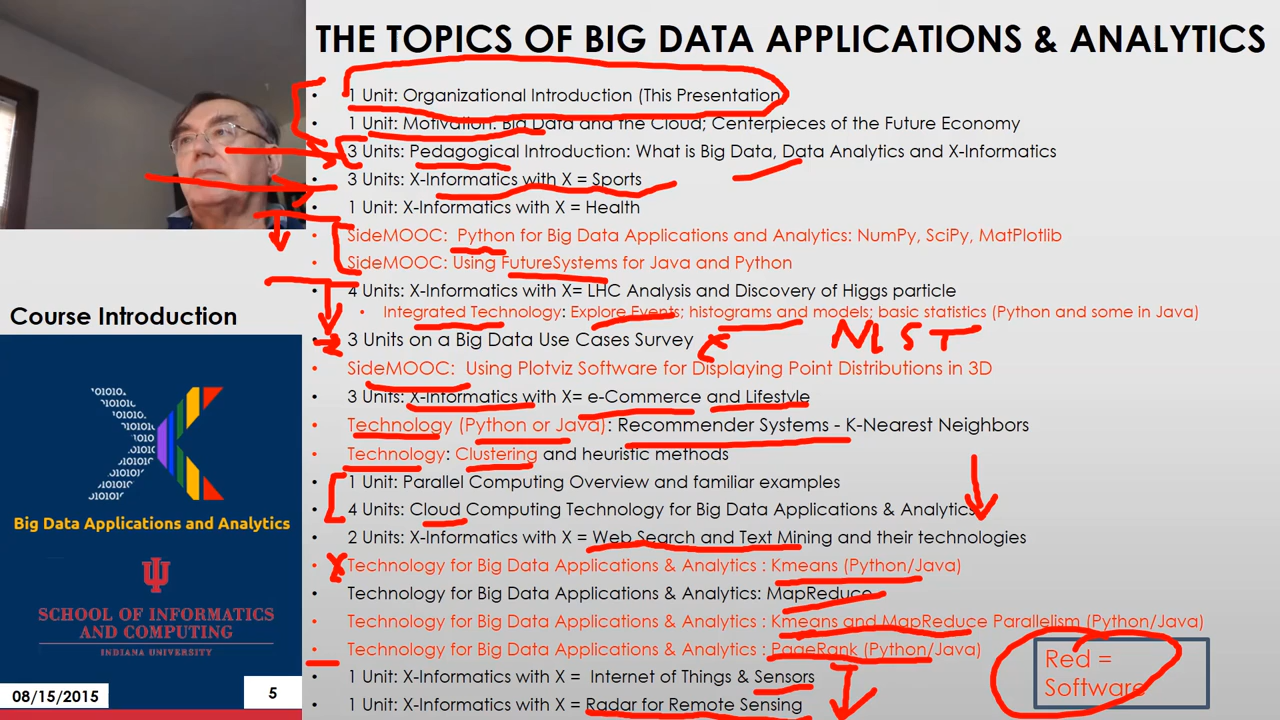 THE TOPICS OF BIG DATA APPLICATIONS & ANALYTICS
• 1 Unit: Organizational Introduction (This Presentation)
• 1 Unit: Motivation: Big Data and the Cloud; Centerpieces of the Future Economy
• 3 Units: Pedagogical Introduction: What is Big Data, Data Analytics and X-Informatics
• 3 Units: X-Informatics with X = Sports
• 1 Unit: X-Informatics with X = Health
• SideMOOC: Python for Big Data Applications and Analytics: NumPy, SciPy, MatPlotlib
• SideMOOC: Using FutureSystems for Java and Python
• 4 Units: X-Informatics with X= LHC Analysis and Discovery of Higgs particle
• Integrated Technology: Explore Events; histograms and models; basic statistics (Python and some in Java)
• 3 Units on a Big Data Use Cases Survey
NIST
• SideMOOC: Using Plotviz Software for Displaying Point Distributions in 3D
• 3 Units: X-Informatics with X= e-Commerce and Lifestyle
• Technology (Python or Java): Recommender Systems - K-Nearest Neighbors
• Technology: Clustering and heuristic methods
• 1 Unit: Parallel Computing Overview and familiar examples
• 4 Units: Cloud Computing Technology for Big Data Applications & Analytics
• 2 Units: X-Informatics with X = Web Search and Text Mining and their technologies
• Technology for Big Data Applications & Analytics : Kmeans (Python/Java)
• Technology for Big Data Applications & Analytics: MapReduce
• Technology for Big Data Applications & Analytics : Kmeans and MapReduce Parallelism (Python/Java)
• Technology for Big Data Applications & Analytics : PageRank (Python/Java)
• 1 Unit: X-Informatics with X = Internet of Things & Sensors
• 1 Unit: X-Informatics with X = Radar for Remote Sensing
Red =
Software
Course Introduction
Big Data Applications and Analytics
SCHOOL OF INFORMATICS
AND COMPUTING
INDIANA UNIVERSITY
08/15/2015
5